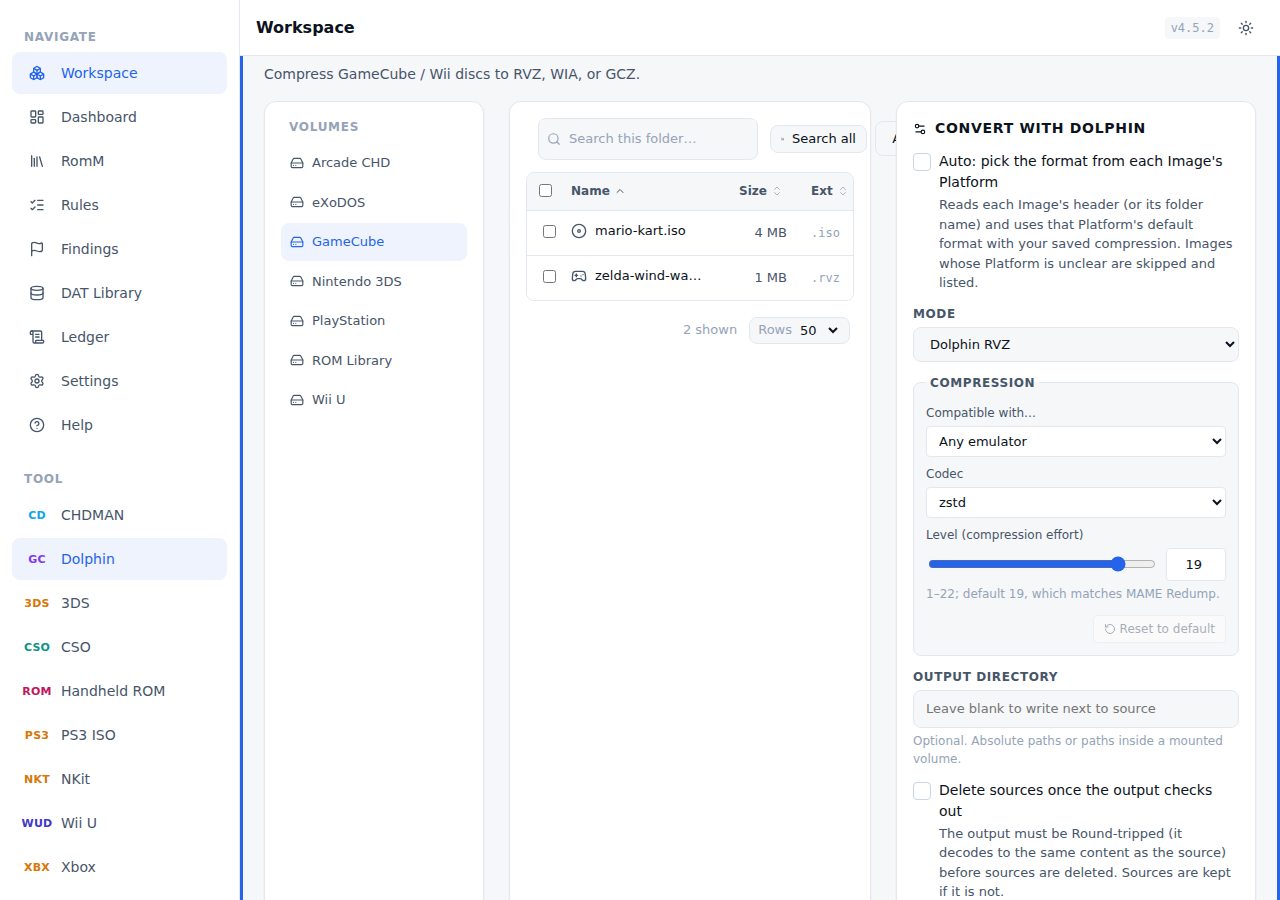 NAVIGATE
Workspace
Dashboard
RomM
Rules
Findings
DAT Library
Ledger
Settings
Help
TOOL
CD CHDMAN
GC Dolphin
3DS 3DS
CSO CSO
ROM Handheld ROM
PS3 PS3 ISO
NKT NKit
WUD Wii U
XBX Xbox
Workspace
v4.5.2
Compress GameCube / Wii discs to RVZ, WIA, or GCZ.
VOLUMES
Arcade CHD
eXoDOS
GameCube
Nintendo 3DS
PlayStation
ROM Library
Wii U
Search this folder…
Search all
Name Size Ext
mario-kart.iso 4 MB .iso
zelda-wind-wa… 1 MB .rvz
2 shown Rows 50
CONVERT WITH DOLPHIN
Auto: pick the format from each Image's
Platform
Reads each Image's header (or its folder
name) and uses that Platform's default
format with your saved compression. Images
whose Platform is unclear are skipped and
listed.
MODE
Dolphin RVZ
COMPRESSION
Compatible with…
Any emulator
Codec
zstd
Level (compression effort)
19
1–22; default 19, which matches MAME Redump.
Reset to default
OUTPUT DIRECTORY
Leave blank to write next to source
Optional. Absolute paths or paths inside a mounted
volume.
Delete sources once the output checks
out
The output must be Round-tripped (it
decodes to the same content as the source)
before sources are deleted. Sources are kept
if it is not.